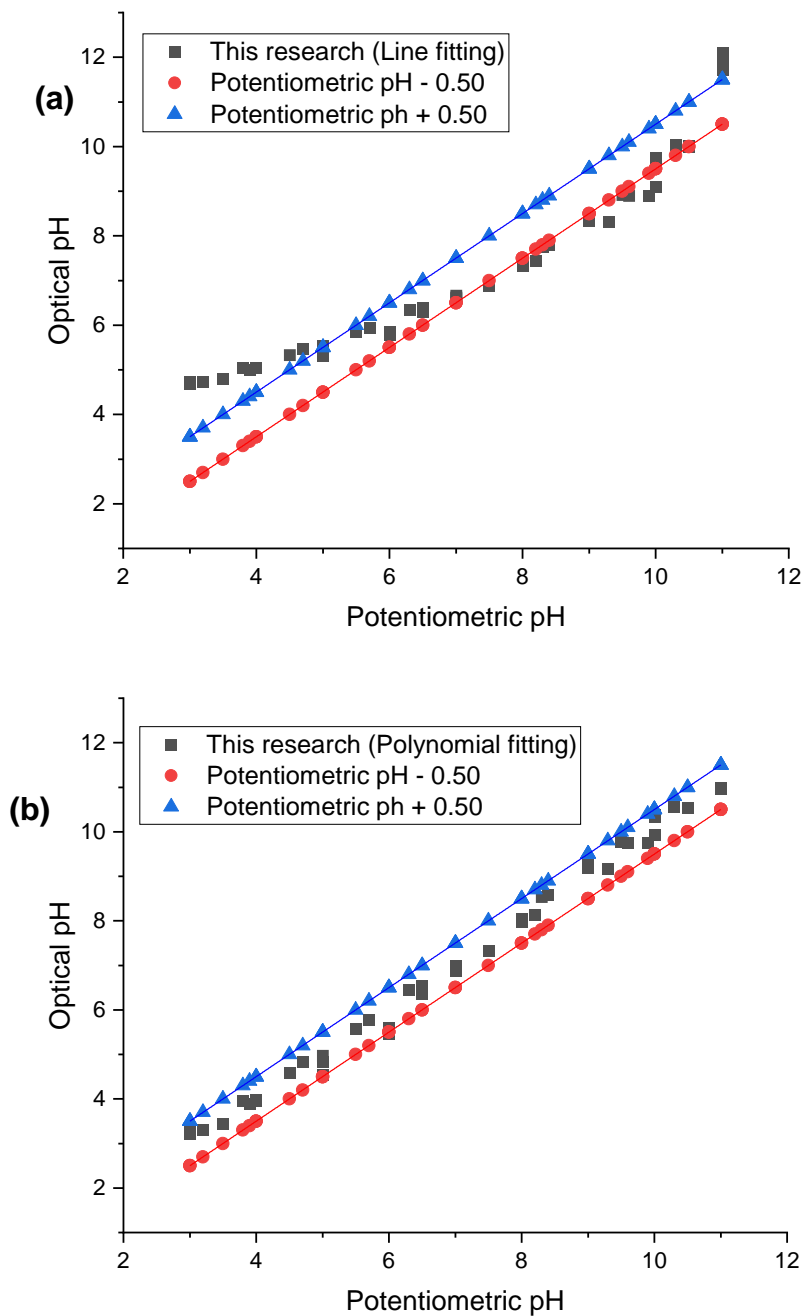 (a)
This research (Line fitting)
Potentiometric pH - 0.50
Potentiometric ph + 0.50
12
10
8
6
4
2
Optical pH
2 4 6 8 10 12
Potentiometric pH
(b)
This research (Polynomial fitting)
Potentiometric pH - 0.50
Potentiometric ph + 0.50
12
10
8
6
4
2
Optical pH
2 4 6 8 10 12
Potentiometric pH